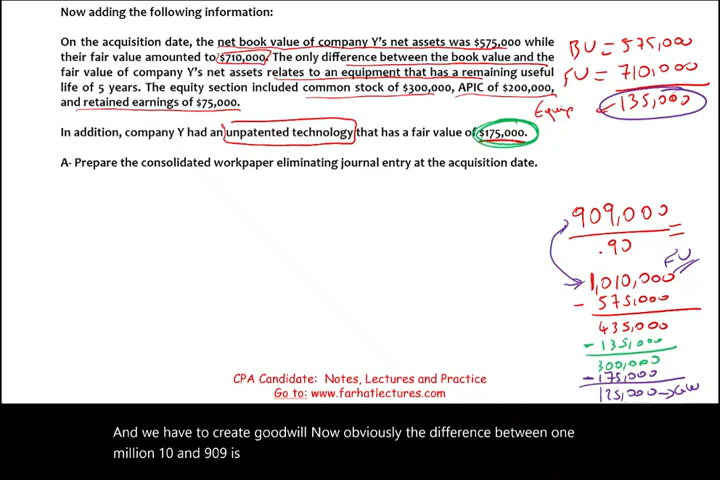 Now adding the following information:
On the acquisition date, the net book value of company Y's net assets was $575,000 while
their fair value amounted to $710,000. The only difference between the book value and the
fair value of company Y's net assets relates to an equipment that has a remaining useful
life of 5 years. The equity section included common stock of $300,000, APIC of $200,000,
and retained earnings of $75,000.
In addition, company Y had an unpatented technology that has a fair value of $175,000.
A- Prepare the consolidated workpaper eliminating journal entry at the acquisition date.
BV = 575,000
FV = 710,000
Equip 135,000
909,000
.90 =
FV
1,010,000
- 575,000
435,000
- 135,000
300,000
- 175,000
125,000 → GW
CPA Candidate: Notes, Lectures and Practice
Go to: www.farhatlectures.com
And we have to create goodwill Now obviously the difference between one
million 10 and 909 is